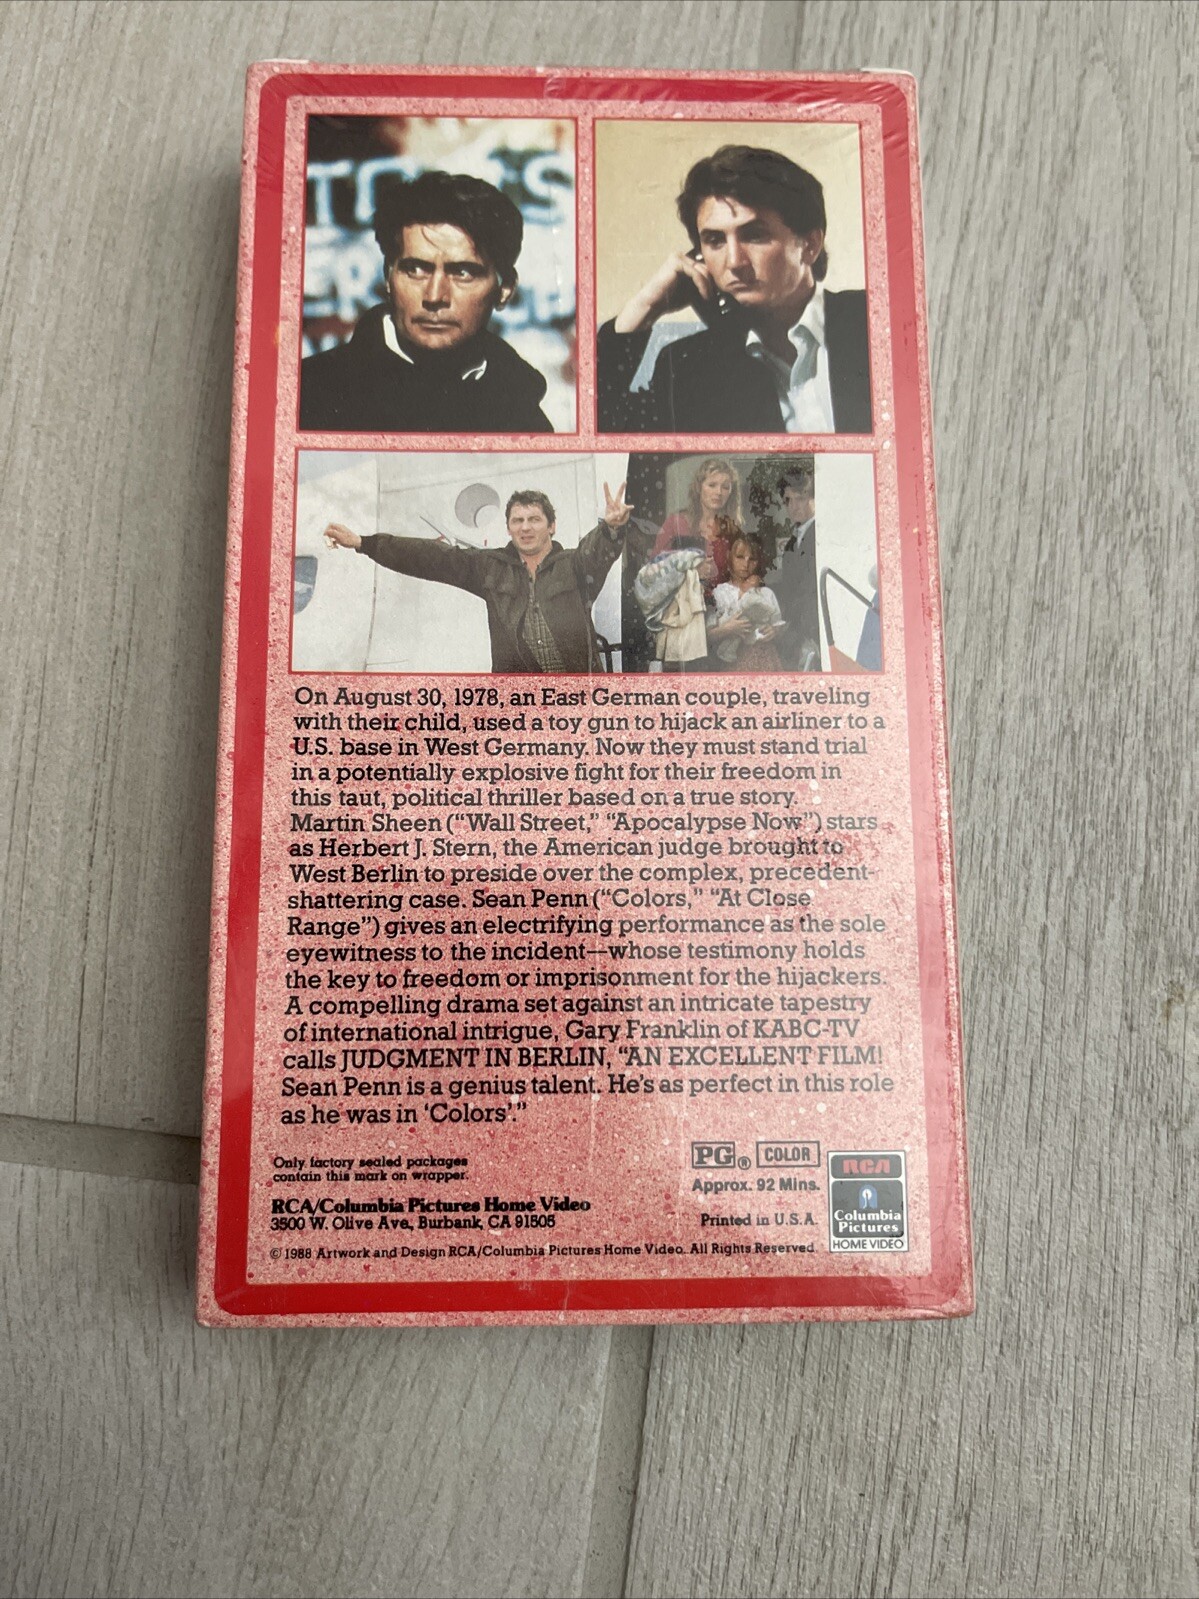 On August 30, 1978, an East German couple, traveling
with their child, used a toy gun to hijack an airliner to a
U.S. base in West Germany. Now they must stand trial
in a potentially explosive fight for their freedom in
this taut, political thriller based on a true story.
Martin Sheen (“Wall Street,” “Apocalypse Now”) stars
as Herbert J. Stern, the American judge brought to
West Berlin to preside over the complex, precedent-
shattering case. Sean Penn (“Colors,” “At Close
Range”) gives an electrifying performance as the sole
eyewitness to the incident—whose testimony holds
the key to freedom or imprisonment for the hijackers.
A compelling drama set against an intricate tapestry
of international intrigue, Gary Franklin of KABC-TV
calls JUDGMENT IN BERLIN, “AN EXCELLENT FILM!
Sean Penn is a genius talent. He's as perfect in this role
as he was in ‘Colors’.”
Only factory sealed packages
contain this mark on wrapper.
RCA/Columbia Pictures Home Video
3500 W. Olive Ave., Burbank, CA 91505
© 1988 Artwork and Design RCA/Columbia Pictures Home Video. All Rights Reserved.
PG ® COLOR
Approx. 92 Mins.
Printed in U.S.A.
RCA
Columbia
Pictures
HOME VIDEO